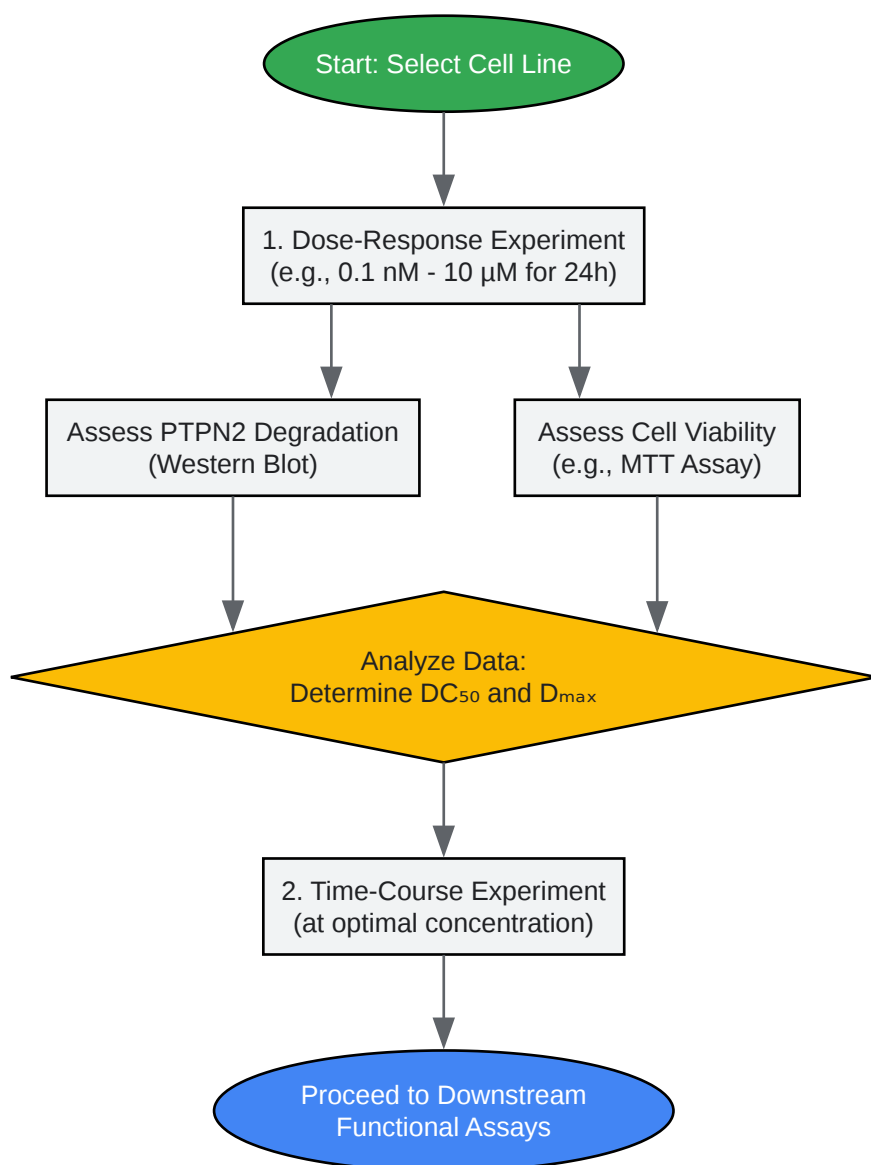 Start: Select Cell Line
1. Dose-Response Experiment
(e.g., 0.1 nM - 10 µM for 24h)
Assess PTPN2 Degradation
(Western Blot)
Assess Cell Viability
(e.g., MTT Assay)
Analyze Data:
Determine DC₅₀ and Dₘₐₓ
2. Time-Course Experiment
(at optimal concentration)
Proceed to Downstream
Functional Assays